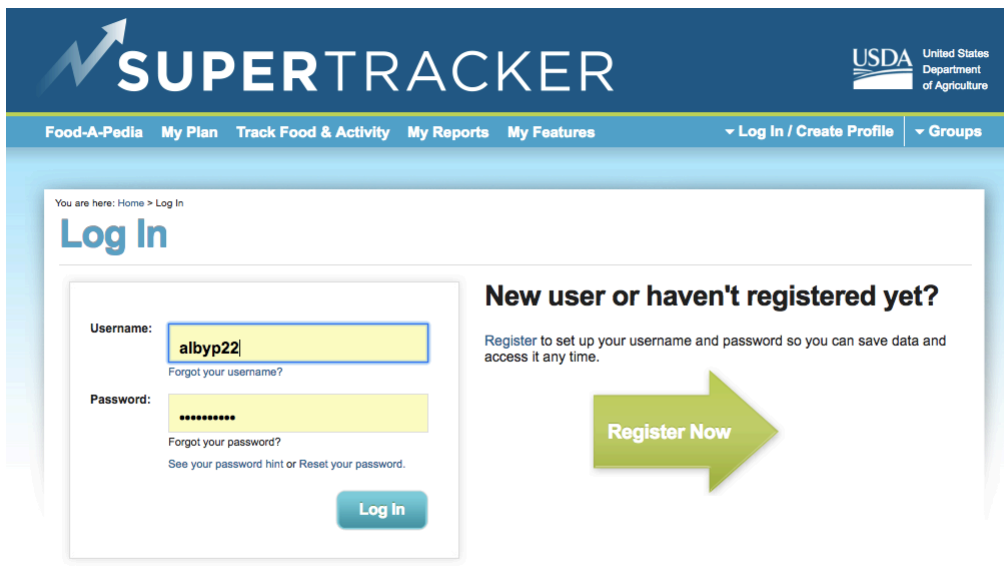 SUPERTRACKER
USDA
United States
Department
of Agriculture
Food-A-Pedia My Plan Track Food & Activity My Reports My Features Log In / Create Profile Groups
You are here: Home > Log In
Log In
Username:
albyp22
Forgot your username?
Password:
••••••••••
Forgot your password?
See your password hint or Reset your password.
Log In
New user or haven't registered yet?
Register to set up your username and password so you can save data and
access it any time.
Register Now